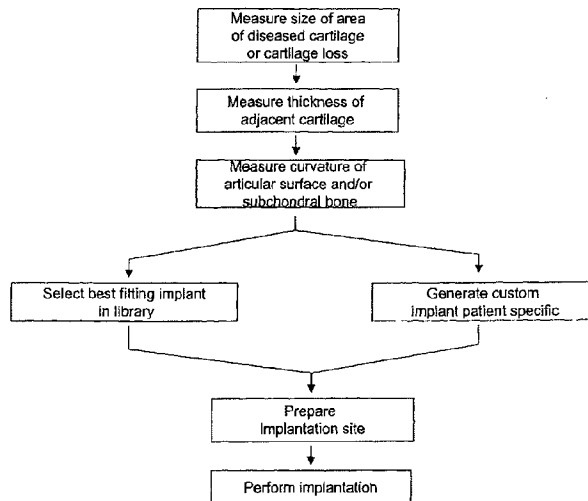 Measure size of area
of diseased cartilage
or cartilage loss
Measure thickness of
adjacent cartilage
Measure curvature of
articular surface and/or
subchondral bone
Select best fitting implant
in library
Generate custom
implant patient specific
Prepare
Implantation site
Perform implantation